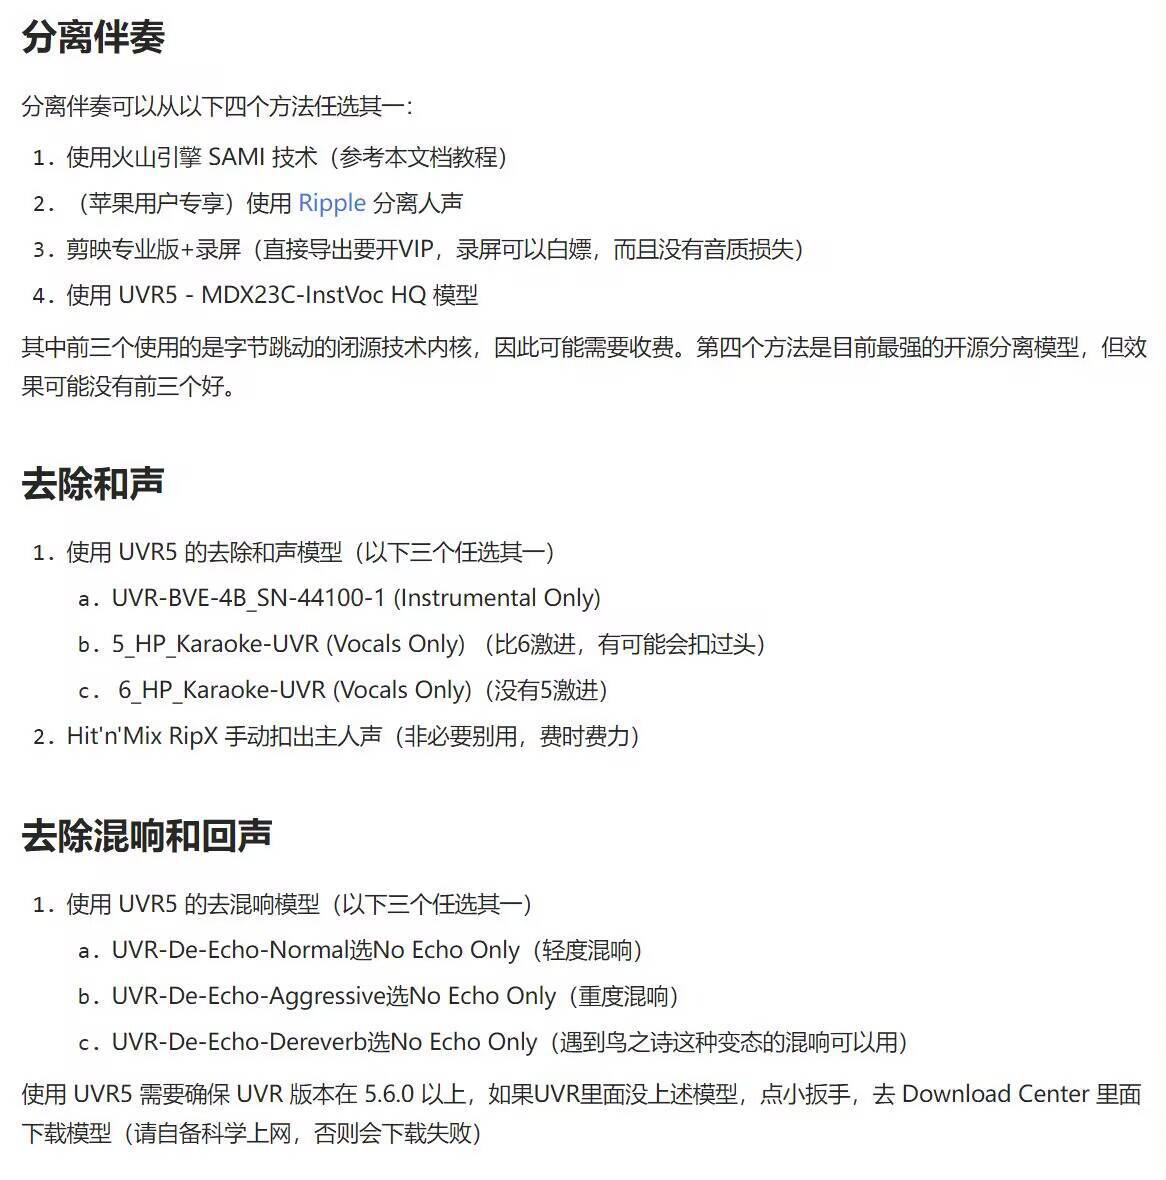 分离伴奏
分离伴奏可以从以下四个方法任选其一：
1. 使用火山引擎 SAMI 技术（参考本文档教程）
2. （苹果用户专享）使用 Ripple 分离人声
3. 剪映专业版+录屏（直接导出要开VIP，录屏可以白嫖，而且没有音质损失）
4. 使用 UVR5 - MDX23C-InstVoc HQ 模型
其中前三个使用的是字节跳动的闭源技术内核，因此可能需要收费。第四个方法是目前最强的开源分离模型，但效
果可能没有前三个好。
去除和声
1. 使用 UVR5 的去除和声模型（以下三个任选其一）
a. UVR-BVE-4B_SN-44100-1 (Instrumental Only)
b. 5_HP_Karaoke-UVR (Vocals Only) （比6激进，有可能会扣过头）
c. 6_HP_Karaoke-UVR (Vocals Only)（没有5激进）
2. Hit'n'Mix RipX 手动扣出主人声（非必要别用，费时费力）
去除混响和回声
1. 使用 UVR5 的去混响模型（以下三个任选其一）
a. UVR-De-Echo-Normal选No Echo Only（轻度混响）
b. UVR-De-Echo-Aggressive选No Echo Only（重度混响）
c. UVR-De-Echo-Dereverb选No Echo Only（遇到鸟之诗这种变态的混响可以用）
使用 UVR5 需要确保 UVR 版本在 5.6.0 以上，如果UVR里面没上述模型，点小扳手，去 Download Center 里面
下载模型（请自备科学上网，否则会下载失败）